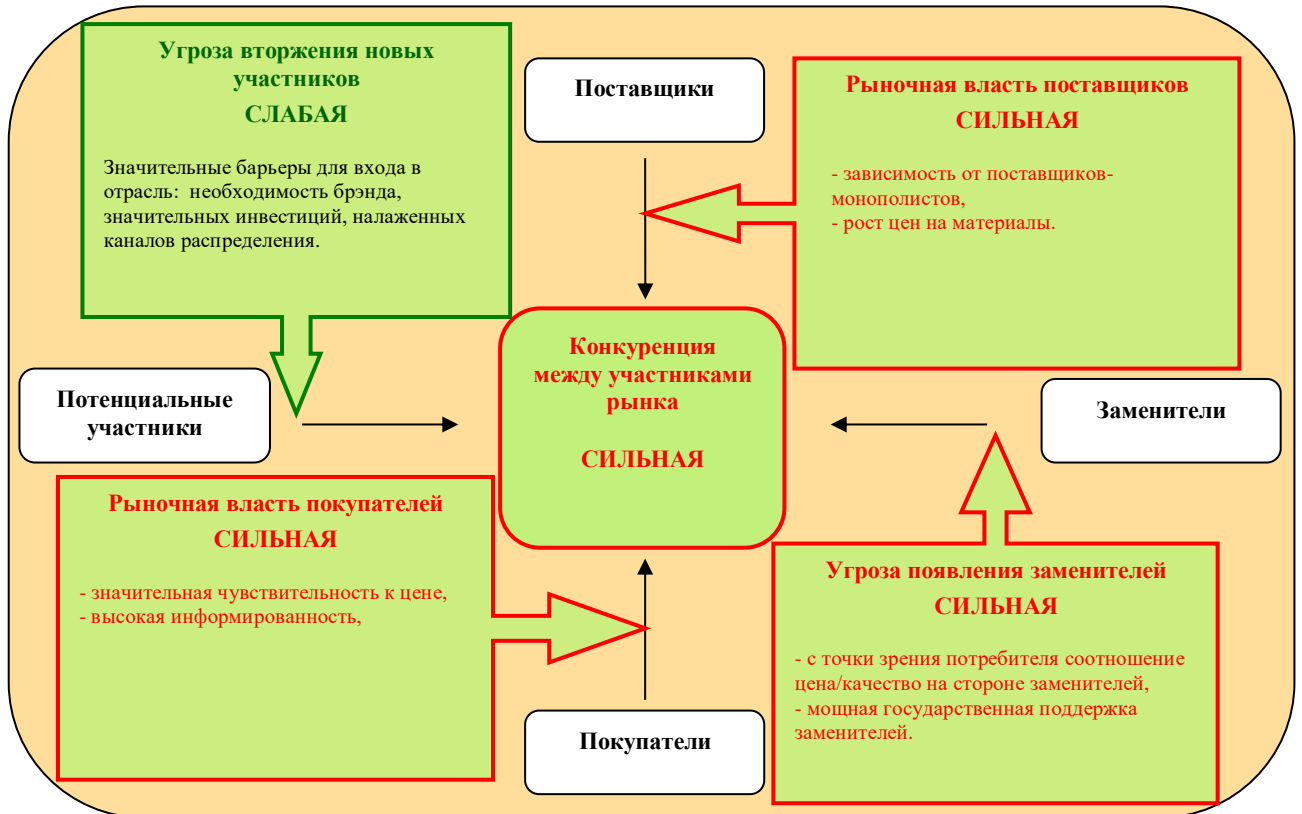 Угроза вторжения новых
участников
СЛАБАЯ
Значительные барьеры для входа в
отрасль: необходимость брэнда,
значительных инвестиций, налаженных
каналов распределения.
Поставщики
Рыночная власть поставщиков
СИЛЬНАЯ
- зависимость от поставщиков-
монополистов,
- рост цен на материалы.
Потенциальные
участники
Конкуренция
между участниками
рынка
СИЛЬНАЯ
Заменители
Рыночная власть покупателей
СИЛЬНАЯ
- значительная чувствительность к цене,
- высокая информированность,
Покупатели
Угроза появления заменителей
СИЛЬНАЯ
- с точки зрения потребителя соотношение
цена/качество на стороне заменителей,
- мощная государственная поддержка
заменителей.